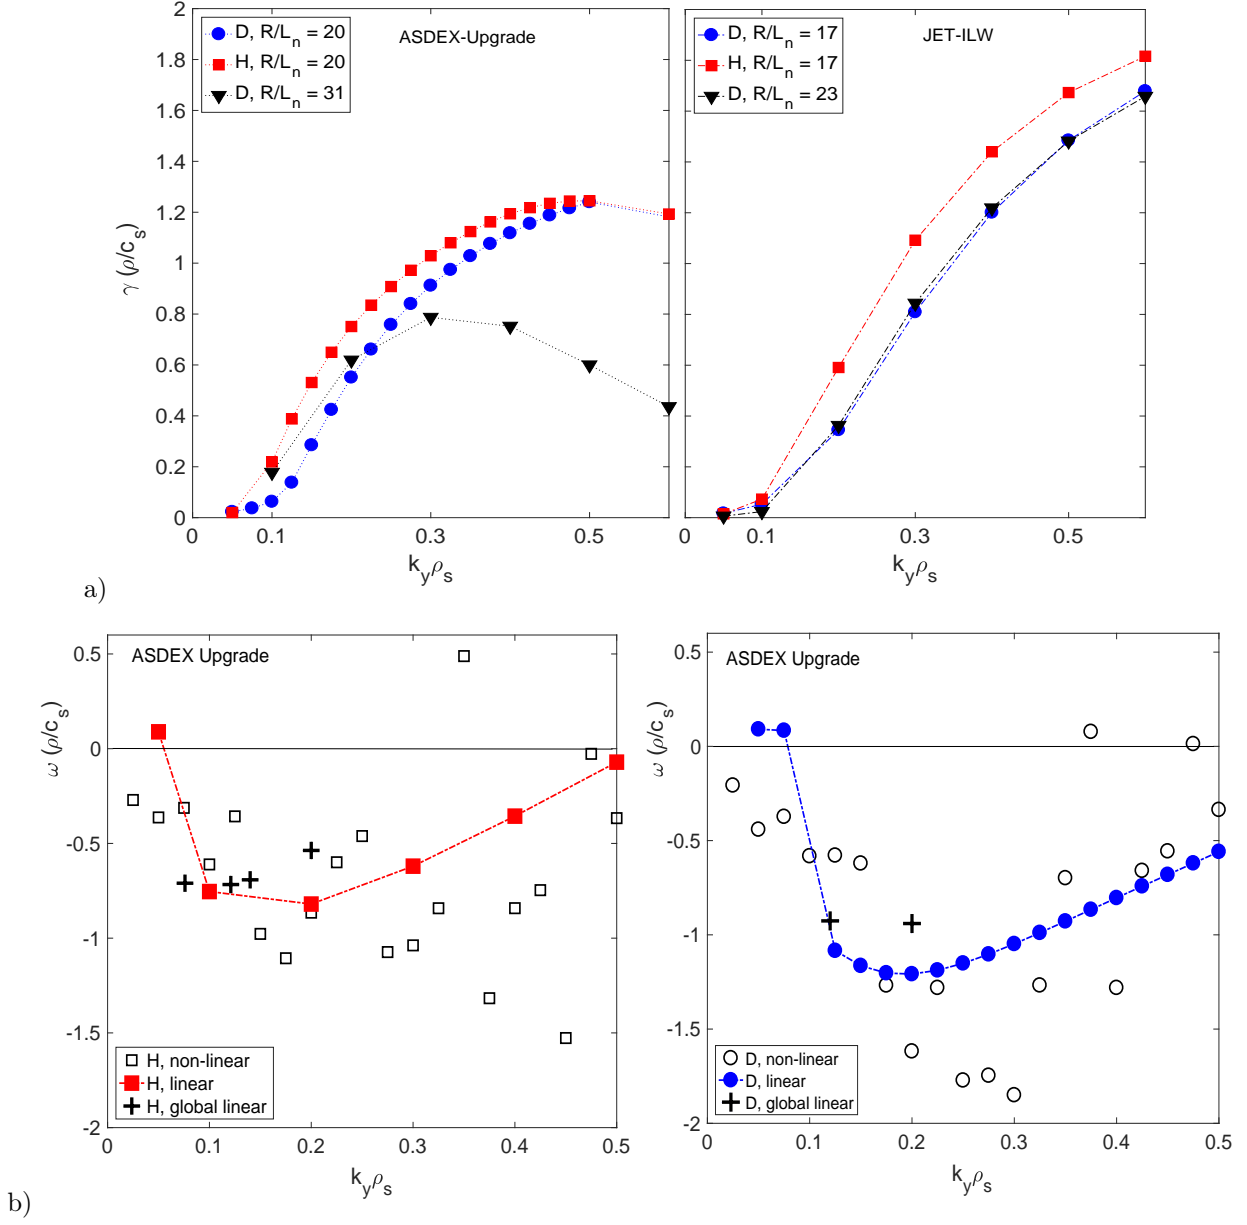 ASDEX-Upgrade
D, R/L_n = 20
H, R/L_n = 20
D, R/L_n = 31
γ (ρ/c_s)
2
1.8
1.6
1.4
1.2
1
0.8
0.6
0.4
0.2
0
0 0.1 0.3 0.5
k_yρ_s
JET-ILW
D, R/L_n = 17
H, R/L_n = 17
D, R/L_n = 23
0 0.1 0.3 0.5
k_yρ_s
a)
ASDEX Upgrade
ω (ρ/c_s)
0.5
0
-0.5
-1
-1.5
-2
H, non-linear
H, linear
H, global linear
0 0.1 0.2 0.3 0.4 0.5
k_yρ_s
ASDEX Upgrade
ω (ρ/c_s)
0.5
0
-0.5
-1
-1.5
-2
D, non-linear
D, linear
D, global linear
0 0.1 0.2 0.3 0.4 0.5
k_yρ_s
b)